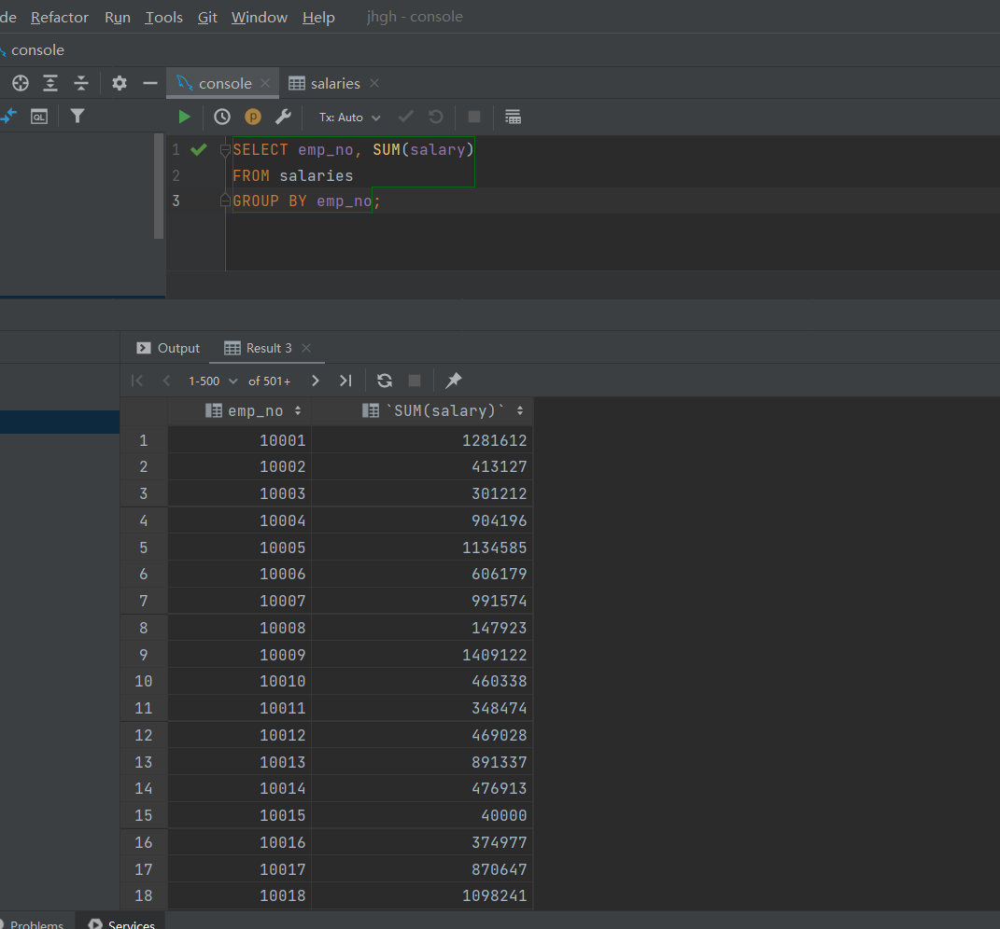 de Refactor Run Tools Git Window Help jhgh - console
console
console salaries
Tx: Auto
1 SELECT emp_no, SUM(salary)
2 FROM salaries
3 GROUP BY emp_no;
Output Result 3
1-500 of 501+
emp_no `SUM(salary)`
1 10001 1281612
2 10002 413127
3 10003 301212
4 10004 904196
5 10005 1134585
6 10006 606179
7 10007 991574
8 10008 147923
9 10009 1409122
10 10010 460338
11 10011 348474
12 10012 469028
13 10013 891337
14 10014 476913
15 10015 40000
16 10016 374977
17 10017 870647
18 10018 1098241
Problems Services